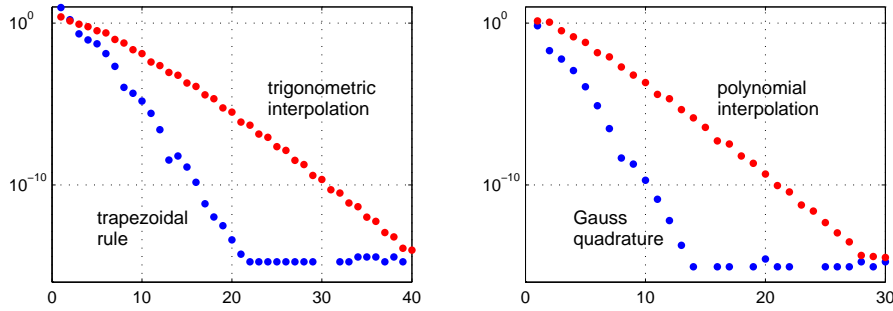 10^0
10^-10
trigonometric
interpolation
trapezoidal
rule
0 10 20 30 40
10^0
10^-10
polynomial
interpolation
Gauss
quadrature
0 10 20 30